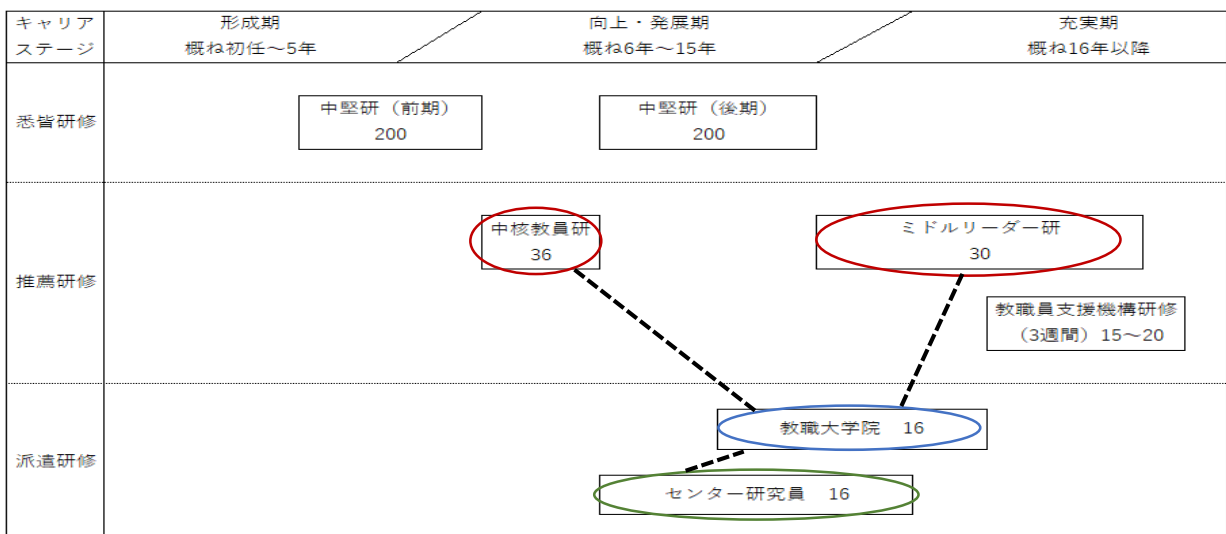 キャリア
ステージ
形成期
概ね初任～5年
向上・発展期
概ね6年～15年
充実期
概ね16年以降
悉皆研修
中堅研（前期）
200
中堅研（後期）
200
推薦研修
中核教員研
36
ミドルリーダー研
30
教職員支援機構研修
（3週間）15～20
派遣研修
教職大学院　16
センター研究員　16